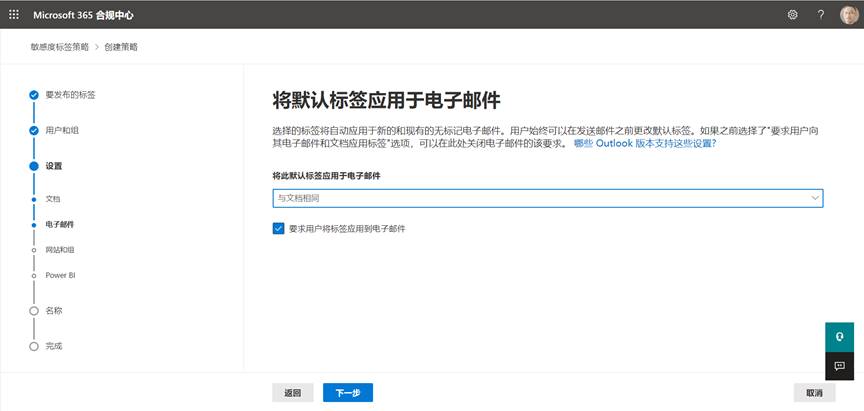 Microsoft 365 合规中心
?
敏感度标签策略 > 创建策略
要发布的标签
用户和组
设置
文档
电子邮件
网站和组
Power BI
名称
完成
将默认标签应用于电子邮件
选择的标签将自动应用于新的和现有的无标记电子邮件。用户始终可以在发送邮件之前更改默认标签。如果之前选择了"要求用户向
其电子邮件和文档应用标签"选项，可以在此处关闭电子邮件的该要求。 哪些 Outlook 版本支持这些设置?
将此默认标签应用于电子邮件
与文档相同
要求用户将标签应用到电子邮件
返回 下一步 取消